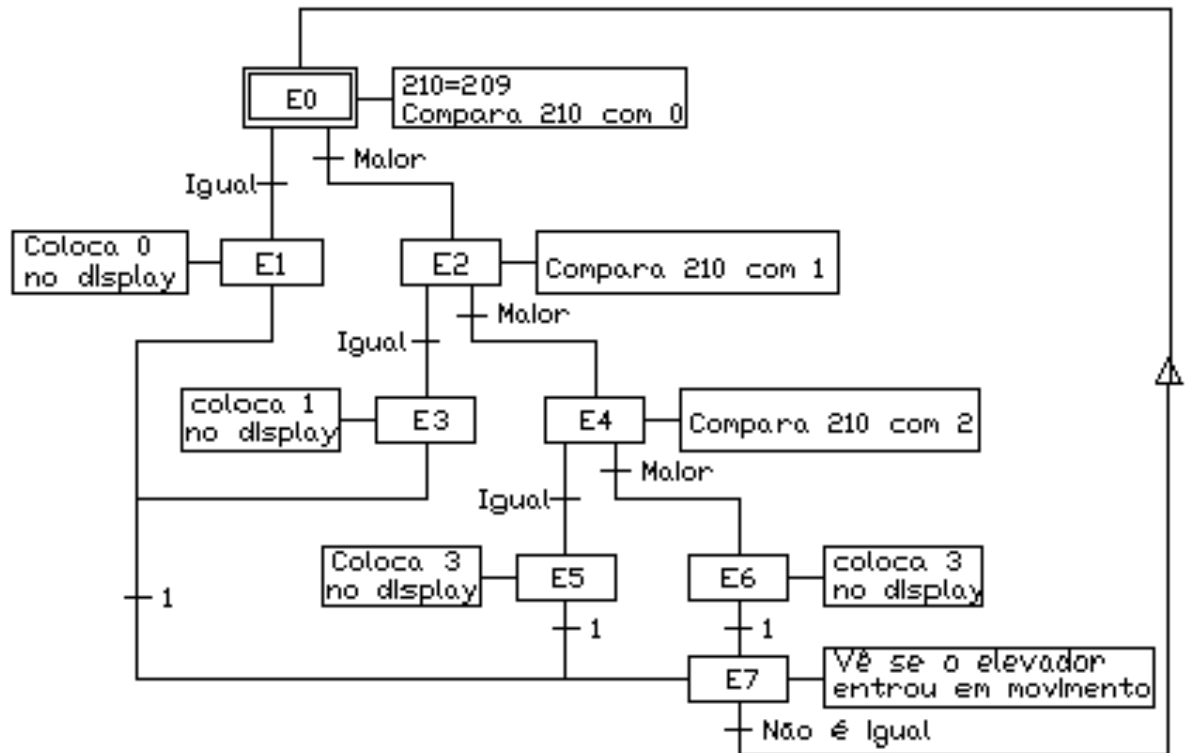 E0
210=209
Compara 210 com 0
Maior
Igual
Coloca 0
no display
E1
E2
Compara 210 com 1
Maior
Igual
coloca 1
no display
E3
E4
Compara 210 com 2
Maior
Igual
Coloca 3
no display
E5
E6
coloca 3
no display
1
1
1
E7
Vê se o elevador
entrou em movimento
Não é Igual